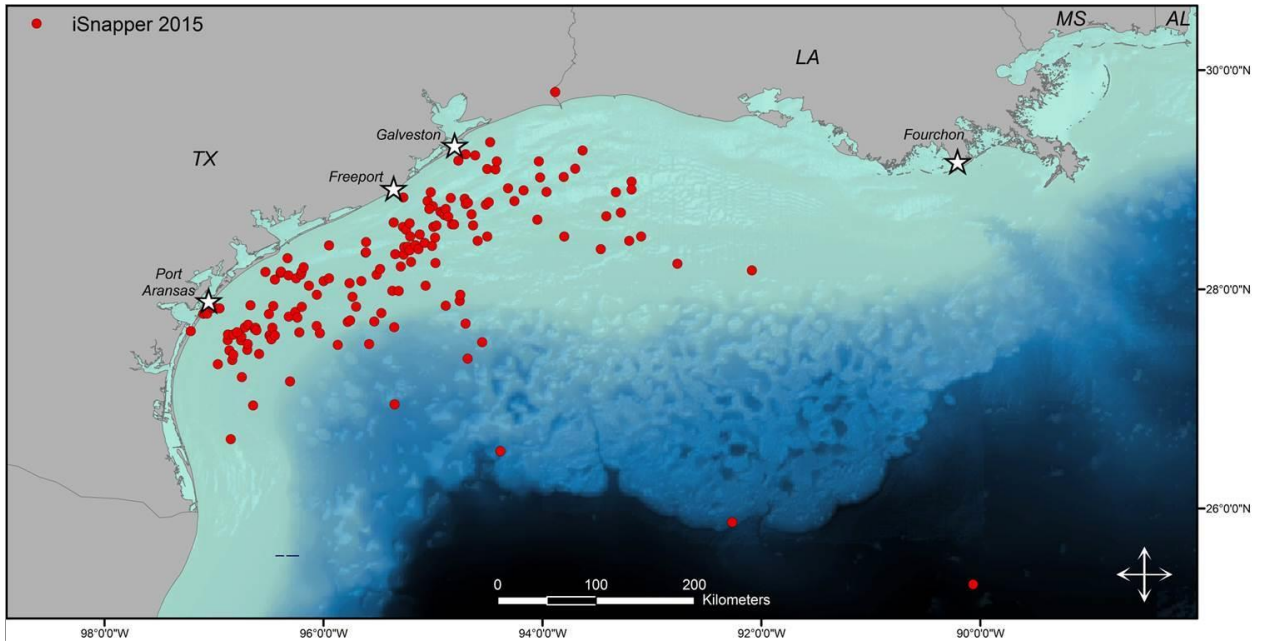 iSnapper 2015
MS
AL
LA
30°0'0"N
Galveston
Fourchon
TX
Freeport
Port
Aransas
28°0'0"N
26°0'0"N
0
100
200
Kilometers
98°0'0"W
96°0'0"W
94°0'0"W
92°0'0"W
90°0'0"W